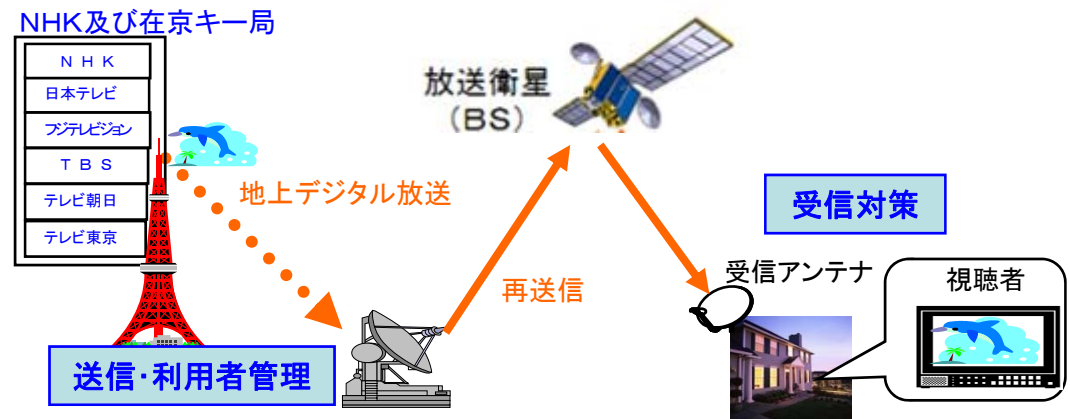 NHK及び在京キー局
N H K
日本テレビ
フジテレビジョン
T B S
テレビ朝日
テレビ東京
地上デジタル放送
送信・利用者管理
放送衛星
(BS)
再送信
受信対策
受信アンテナ
視聴者